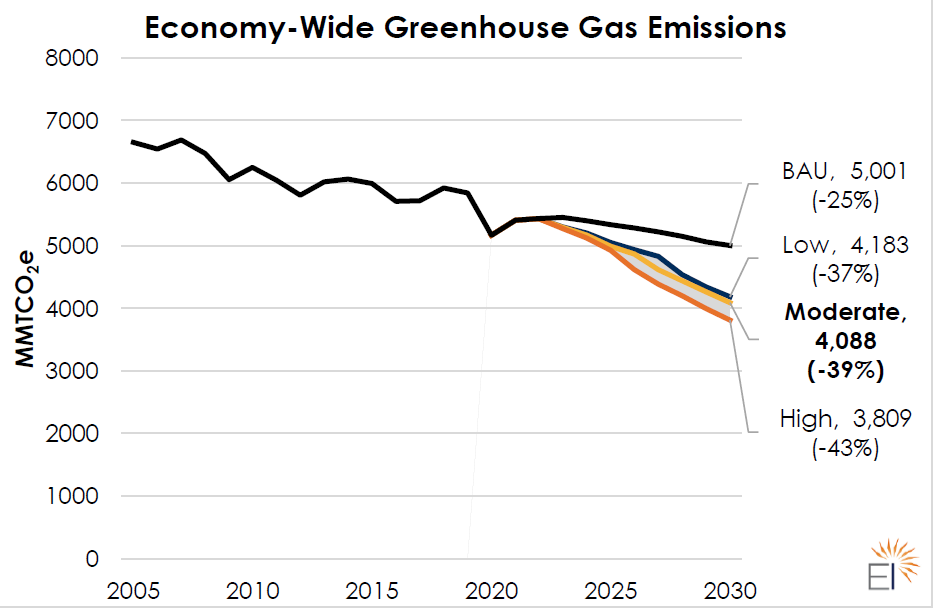 Economy-Wide Greenhouse Gas Emissions
MMTCO₂e
8000
7000
6000
5000
4000
3000
2000
1000
0
2005 2010 2015 2020 2025 2030
BAU, 5,001
(-25%)
Low, 4,183
(-37%)
Moderate,
4,088
(-39%)
High, 3,809
(-43%)
EI